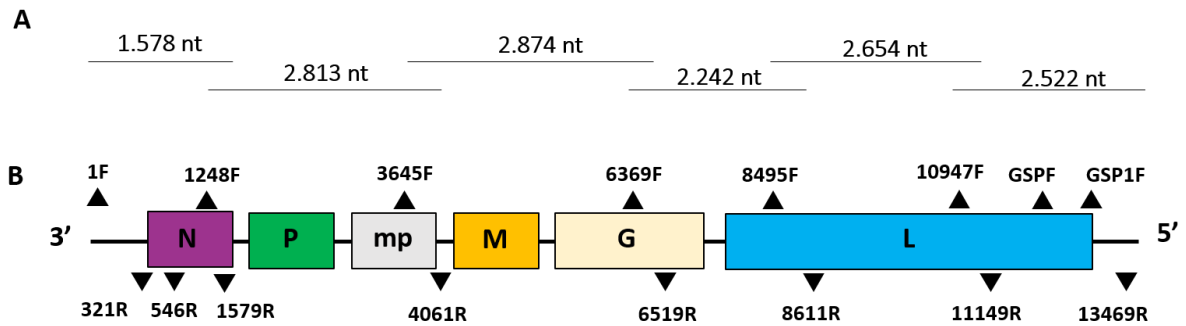 A
1.578 nt
2.874 nt
2.654 nt
2.813 nt
2.242 nt
2.522 nt
B
1F
1248F
3645F
6369F
8495F
10947F
GSPF
GSP1F
3’
N
P
mp
M
G
L
5’
321R
546R
1579R
4061R
6519R
8611R
11149R
13469R